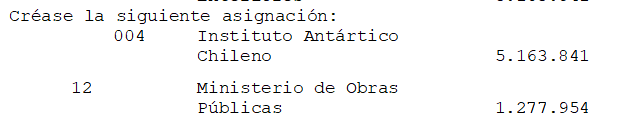 Créase la siguiente asignación:
004 Instituto Antártico
Chileno 5.163.841
12 Ministerio de Obras
Públicas 1.277.954